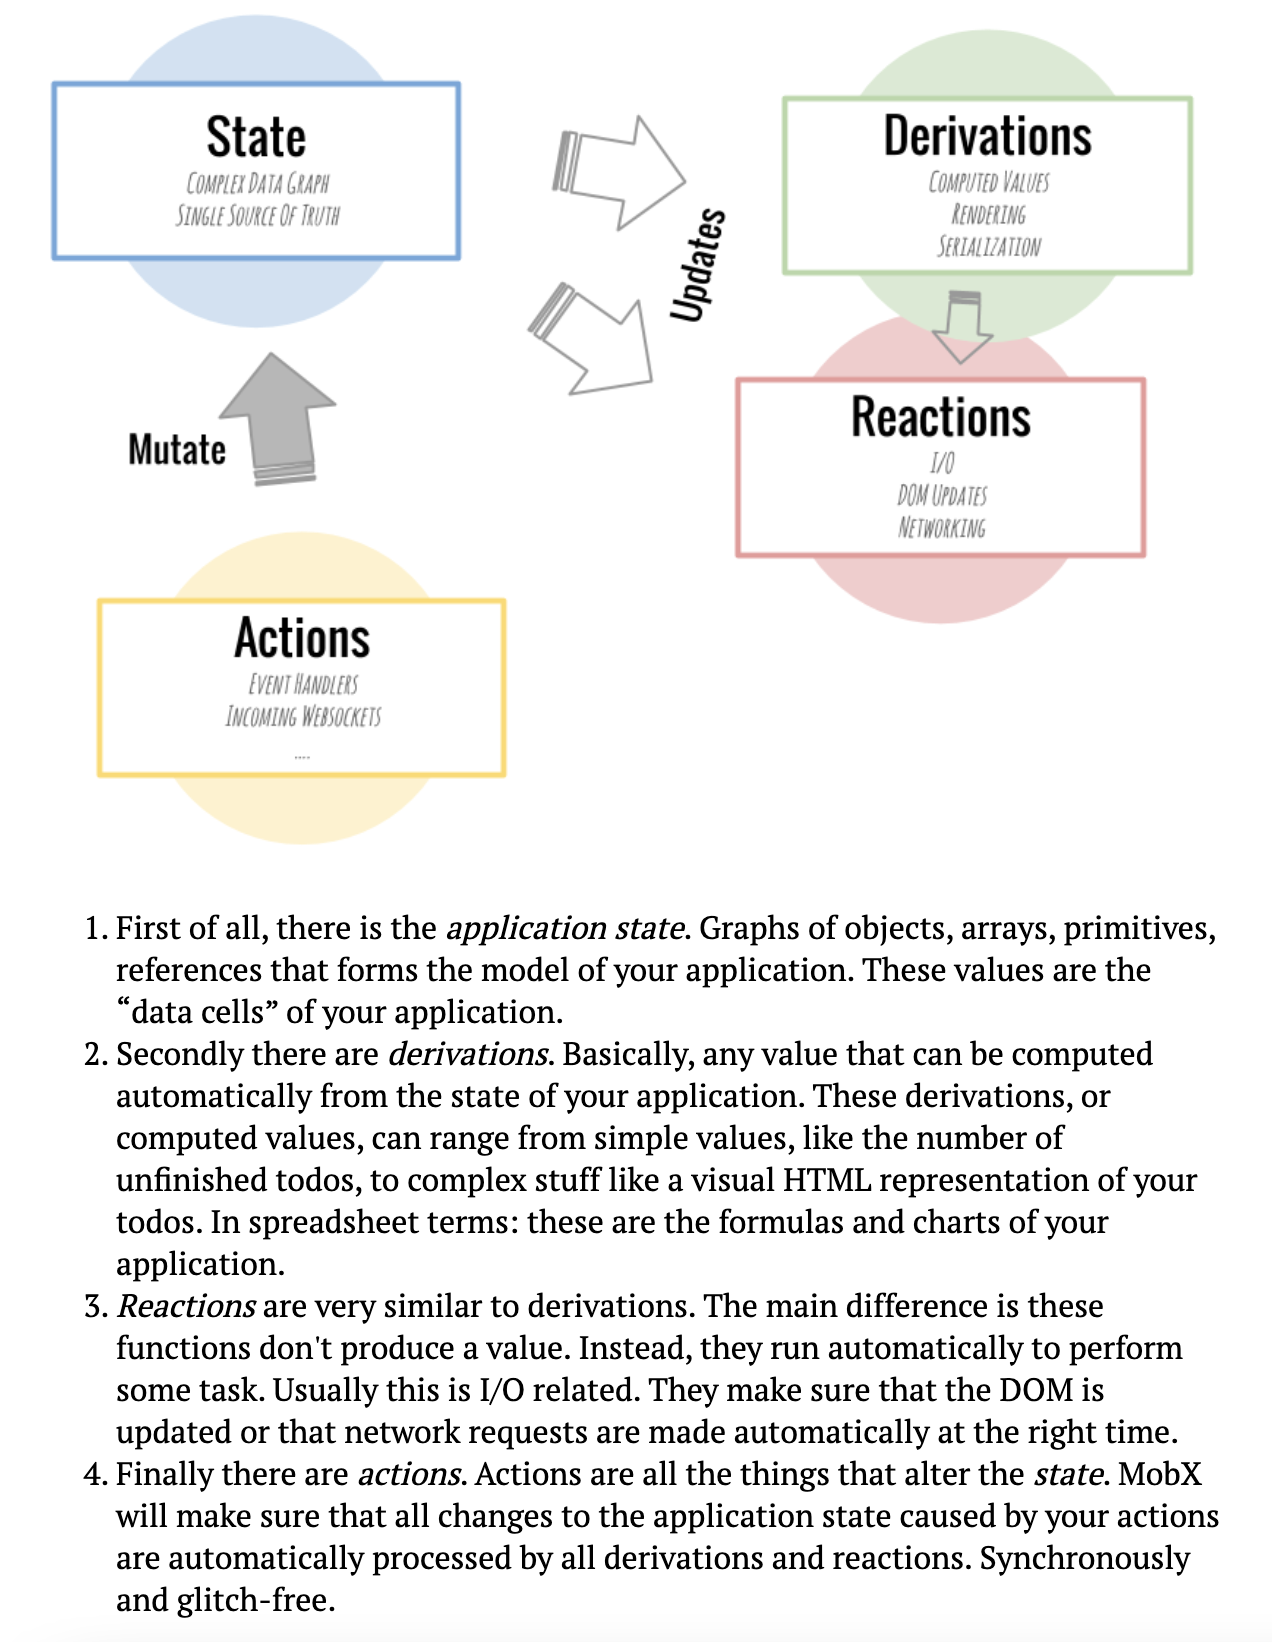 State
Complex Data Graph
Single Source Of Truth
Derivations
Computed Values
Rendering
Serialization
Updates
Reactions
I/O
DOM Updates
Networking
Mutate
Actions
Event Handlers
Incoming Websockets
....
1. First of all, there is the application state. Graphs of objects, arrays, primitives,
references that forms the model of your application. These values are the
“data cells” of your application.
2. Secondly there are derivations. Basically, any value that can be computed
automatically from the state of your application. These derivations, or
computed values, can range from simple values, like the number of
unfinished todos, to complex stuff like a visual HTML representation of your
todos. In spreadsheet terms: these are the formulas and charts of your
application.
3. Reactions are very similar to derivations. The main difference is these
functions don't produce a value. Instead, they run automatically to perform
some task. Usually this is I/O related. They make sure that the DOM is
updated or that network requests are made automatically at the right time.
4. Finally there are actions. Actions are all the things that alter the state. MobX
will make sure that all changes to the application state caused by your actions
are automatically processed by all derivations and reactions. Synchronously
and glitch-free.